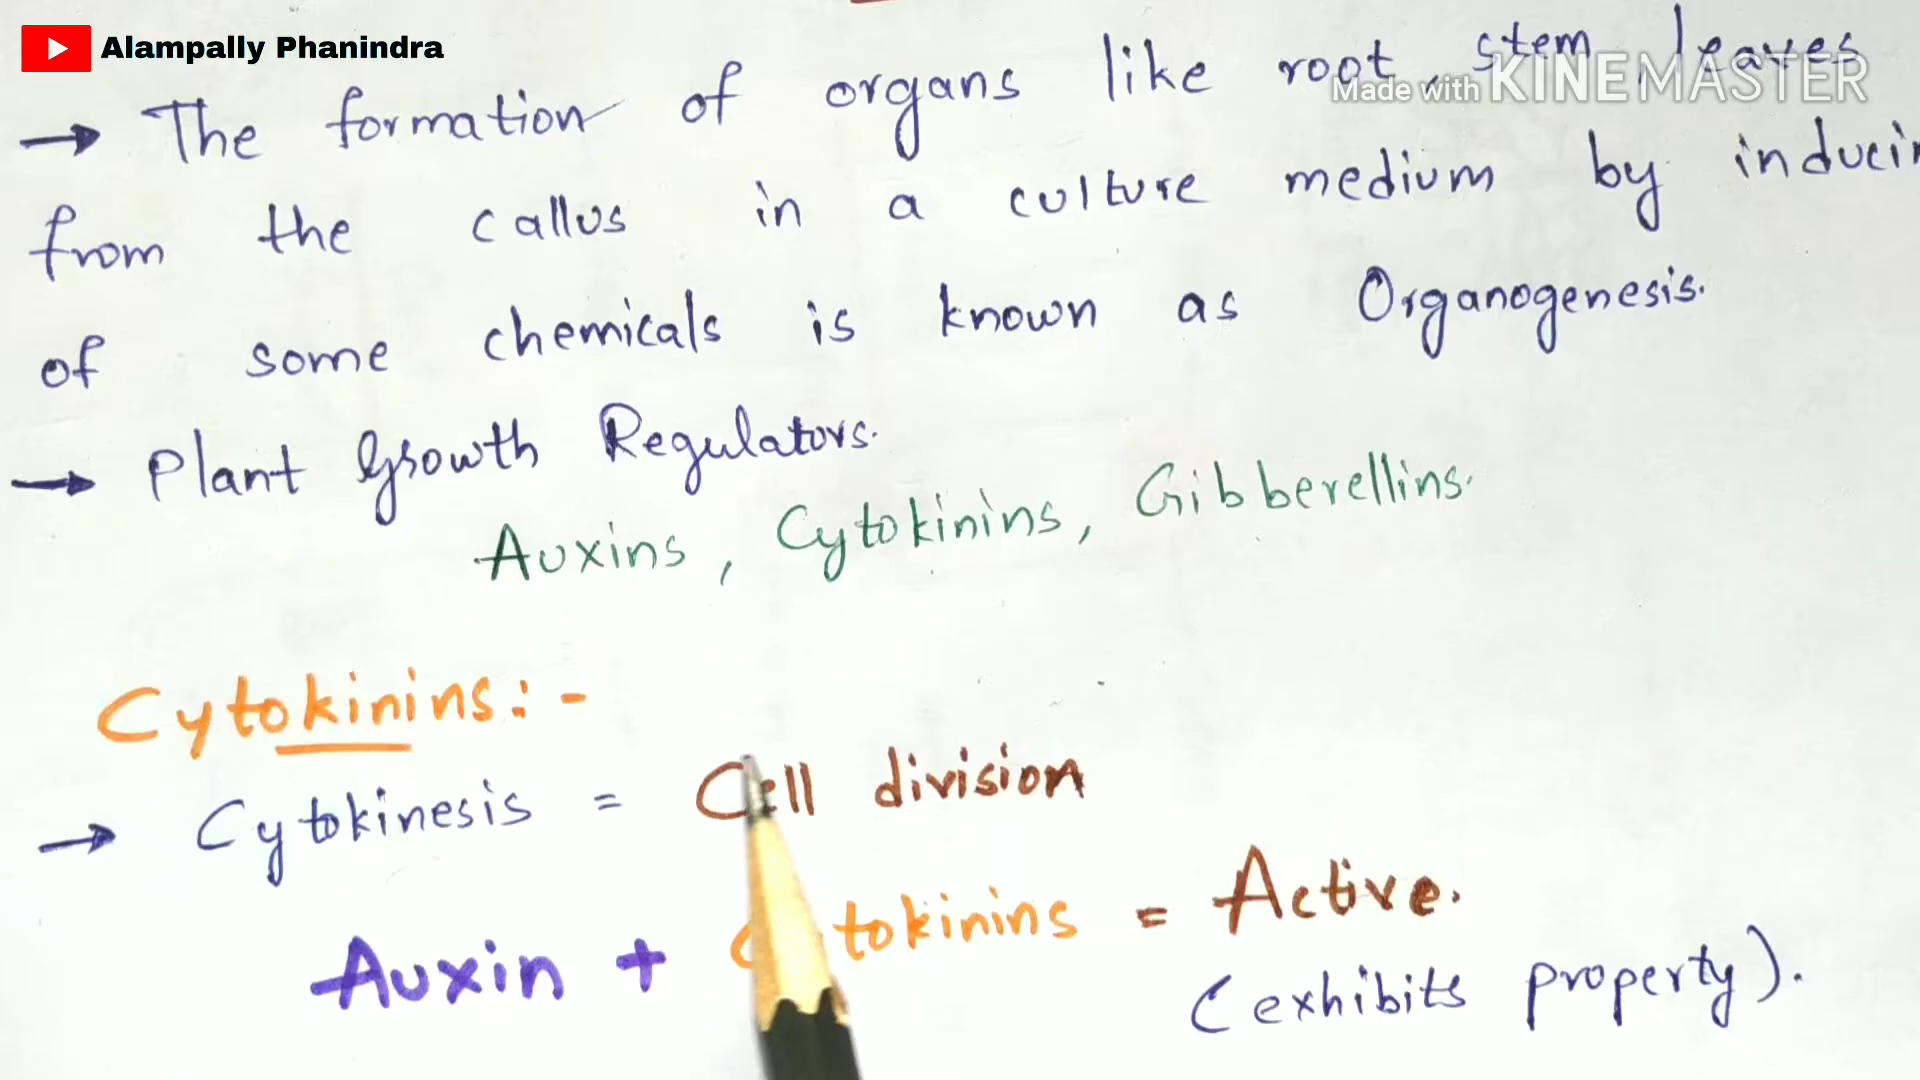 Alampally Phanindra
Made with KINEMASTER
→ The formation of organs like root, stem, leaves
from the callus in a culture medium by inducin
of some chemicals is known as Organogenesis.
→ Plant Growth Regulators.
Auxins, Cytokinins, Gibberellins.
Cytokinins:-
→ Cytokinesis = Cell division
Auxin + C tokinins = Active.
(exhibits property).